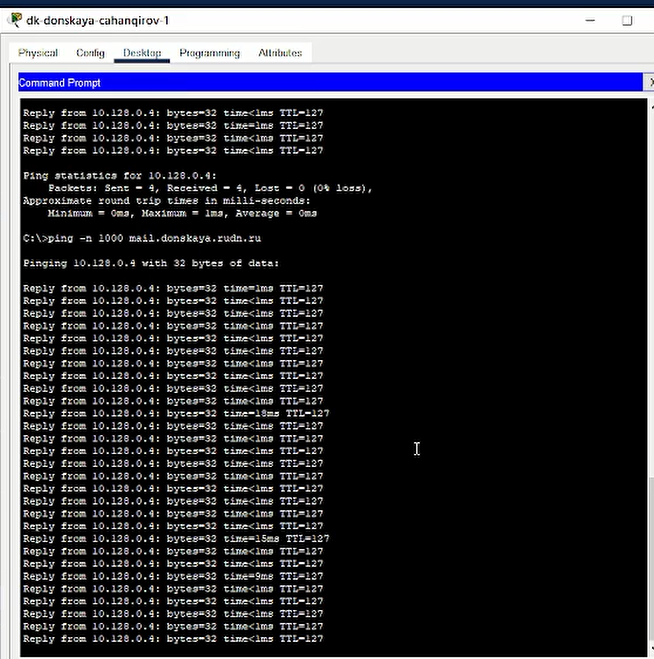 dk-donskaya-cahanqirov-1
Physical Config Desktop Programming Attributes
Command Prompt X
Reply from 10.128.0.4: bytes=32 time<1ms TTL=127
Reply from 10.128.0.4: bytes=32 time=1ms TTL=127
Reply from 10.128.0.4: bytes=32 time<1ms TTL=127
Reply from 10.128.0.4: bytes=32 time<1ms TTL=127
Ping statistics for 10.128.0.4:
Packets: Sent = 4, Received = 4, Lost = 0 (0% loss),
Approximate round trip times in milli-seconds:
Minimum = 0ms, Maximum = 1ms, Average = 0ms
C:\>ping -n 1000 mail.donskaya.rudn.ru
Pinging 10.128.0.4 with 32 bytes of data:
Reply from 10.128.0.4: bytes=32 time=1ms TTL=127
Reply from 10.128.0.4: bytes=32 time<1ms TTL=127
Reply from 10.128.0.4: bytes=32 time<1ms TTL=127
Reply from 10.128.0.4: bytes=32 time<1ms TTL=127
Reply from 10.128.0.4: bytes=32 time<1ms TTL=127
Reply from 10.128.0.4: bytes=32 time<1ms TTL=127
Reply from 10.128.0.4: bytes=32 time<1ms TTL=127
Reply from 10.128.0.4: bytes=32 time<1ms TTL=127
Reply from 10.128.0.4: bytes=32 time<1ms TTL=127
Reply from 10.128.0.4: bytes=32 time<1ms TTL=127
Reply from 10.128.0.4: bytes=32 time=18ms TTL=127
Reply from 10.128.0.4: bytes=32 time<1ms TTL=127
Reply from 10.128.0.4: bytes=32 time<1ms TTL=127
Reply from 10.128.0.4: bytes=32 time<1ms TTL=127
Reply from 10.128.0.4: bytes=32 time<1ms TTL=127
Reply from 10.128.0.4: bytes=32 time<1ms TTL=127
Reply from 10.128.0.4: bytes=32 time<1ms TTL=127
Reply from 10.128.0.4: bytes=32 time<1ms TTL=127
Reply from 10.128.0.4: bytes=32 time<1ms TTL=127
Reply from 10.128.0.4: bytes=32 time<1ms TTL=127
Reply from 10.128.0.4: bytes=32 time=15ms TTL=127
Reply from 10.128.0.4: bytes=32 time<1ms TTL=127
Reply from 10.128.0.4: bytes=32 time<1ms TTL=127
Reply from 10.128.0.4: bytes=32 time=9ms TTL=127
Reply from 10.128.0.4: bytes=32 time<1ms TTL=127
Reply from 10.128.0.4: bytes=32 time<1ms TTL=127
Reply from 10.128.0.4: bytes=32 time<1ms TTL=127
Reply from 10.128.0.4: bytes=32 time<1ms TTL=127
Reply from 10.128.0.4: bytes=32 time<1ms TTL=127